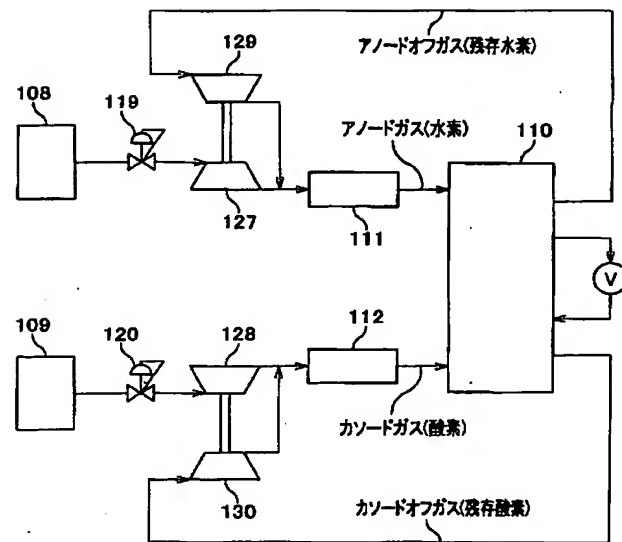 アノードオフガス(残存水素)
129
119
108
アノードガス(水素)
110
127
111
V
109
120
128
112
カソードガス(酸素)
130
カソードオフガス(残存酸素)